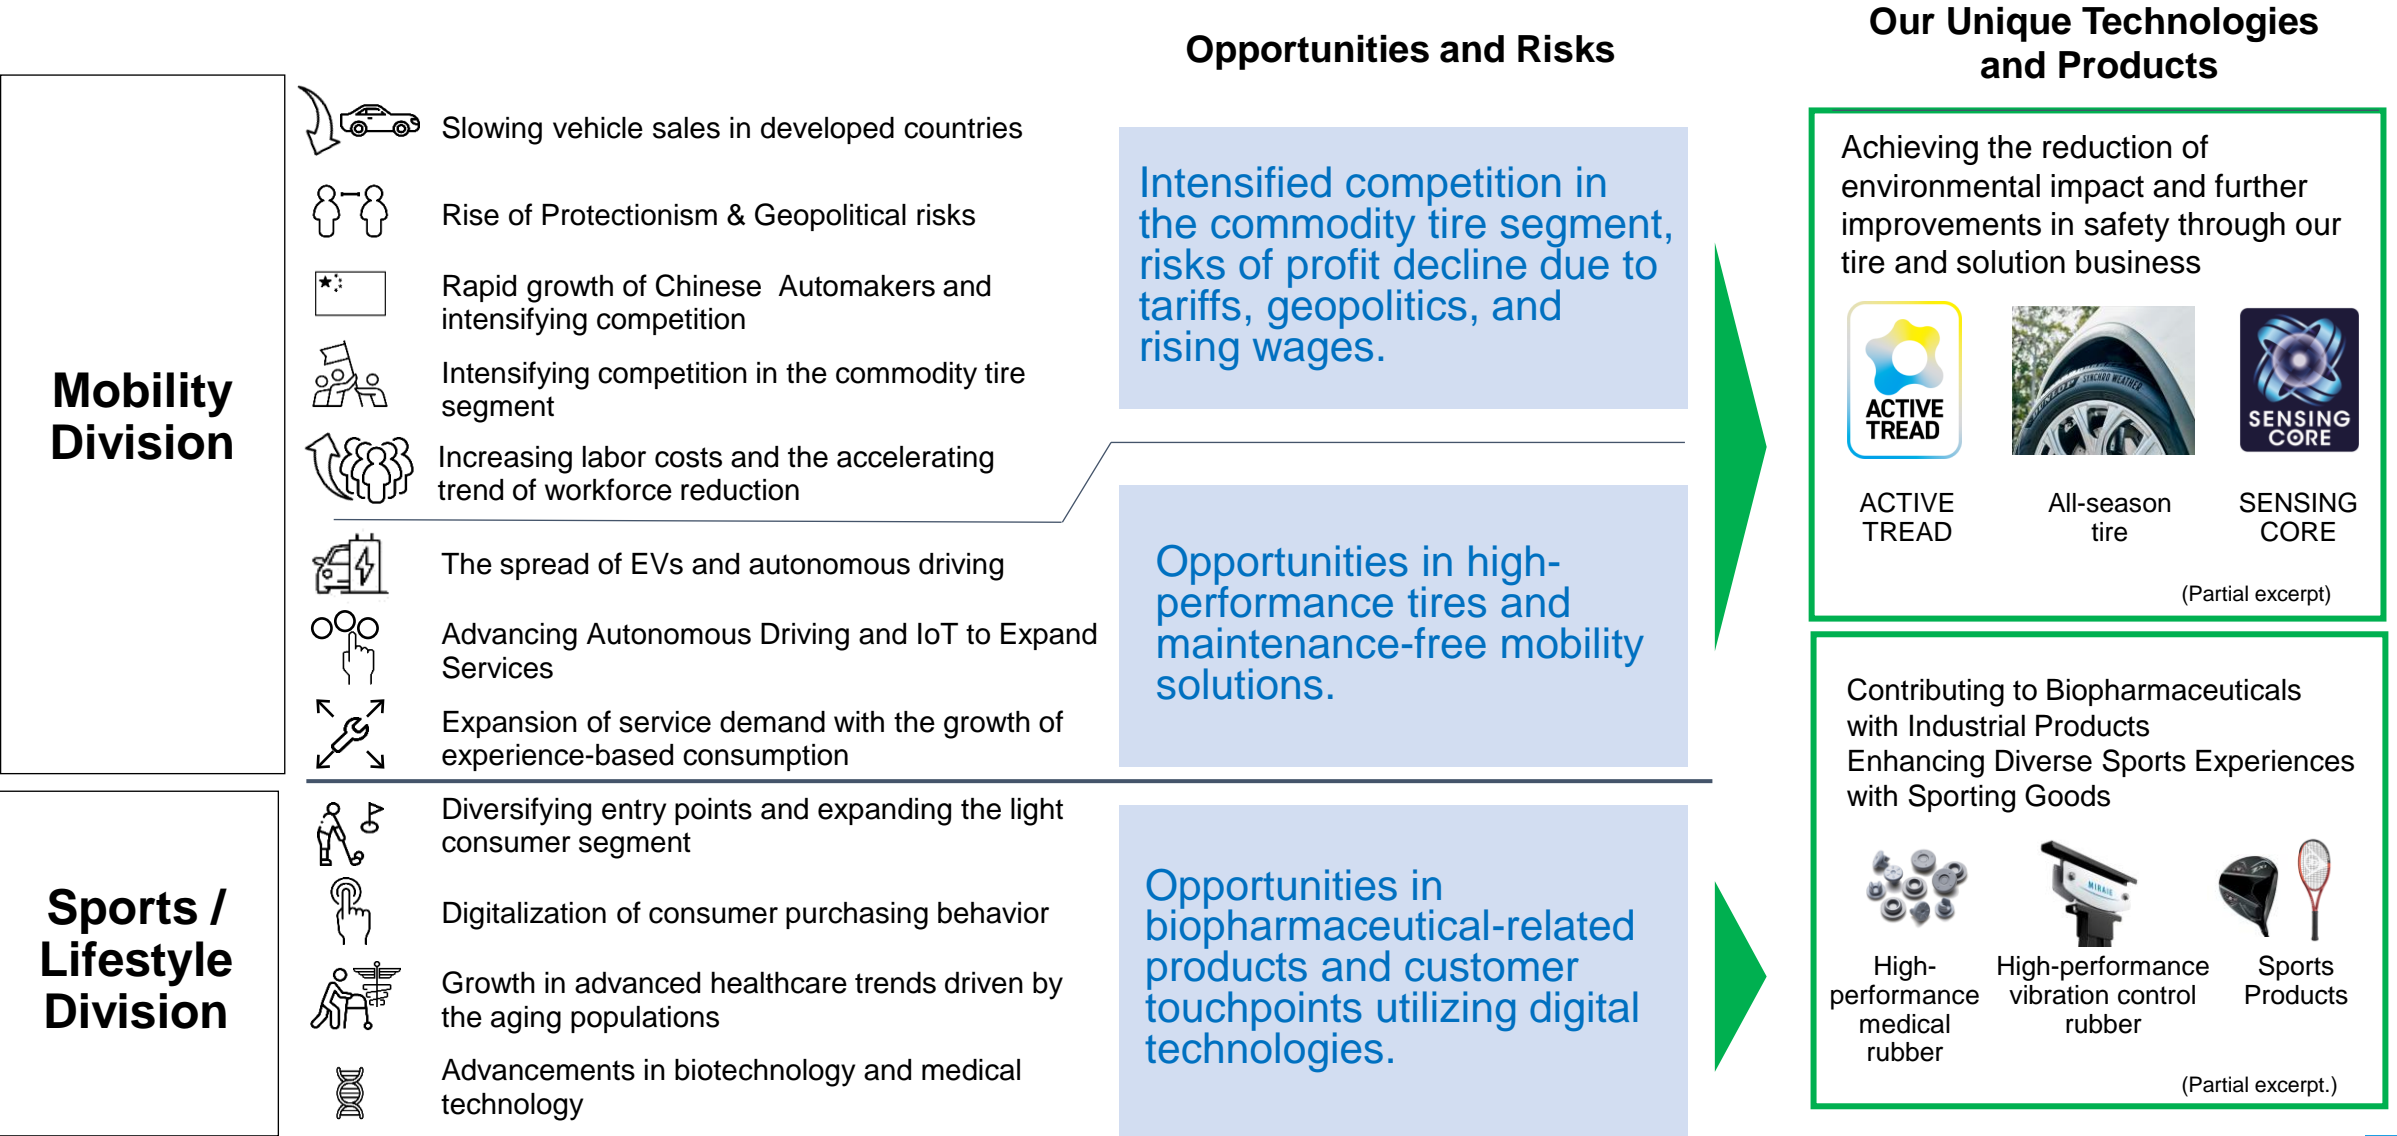 Opportunities and Risks
Our Unique Technologies
and Products
Mobility
Division
Slowing vehicle sales in developed countries
Rise of Protectionism & Geopolitical risks
Rapid growth of Chinese  Automakers and
intensifying competition
Intensifying competition in the commodity tire
segment
Increasing labor costs and the accelerating
trend of workforce reduction
The spread of EVs and autonomous driving
Advancing Autonomous Driving and IoT to Expand
Services
Expansion of service demand with the growth of
experience-based consumption
Intensified competition in
the commodity tire segment,
risks of profit decline due to
tariffs, geopolitics, and
rising wages.
Opportunities in high-
performance tires and
maintenance-free mobility
solutions.
Achieving the reduction of
environmental impact and further
improvements in safety through our
tire and solution business
ACTIVE
TREAD
DUNLOP SYNCHRO WEATHER
SENSING
CORE
ACTIVE
TREAD
All-season
tire
SENSING
CORE
(Partial excerpt)
Sports /
Lifestyle
Division
Diversifying entry points and expanding the light
consumer segment
Digitalization of consumer purchasing behavior
Growth in advanced healthcare trends driven by
the aging populations
Advancements in biotechnology and medical
technology
Opportunities in
biopharmaceutical-related
products and customer
touchpoints utilizing digital
technologies.
Contributing to Biopharmaceuticals
with Industrial Products
Enhancing Diverse Sports Experiences
with Sporting Goods
MIRAIE
High-
performance
medical
rubber
High-performance
vibration control
rubber
Sports
Products
(Partial excerpt.)